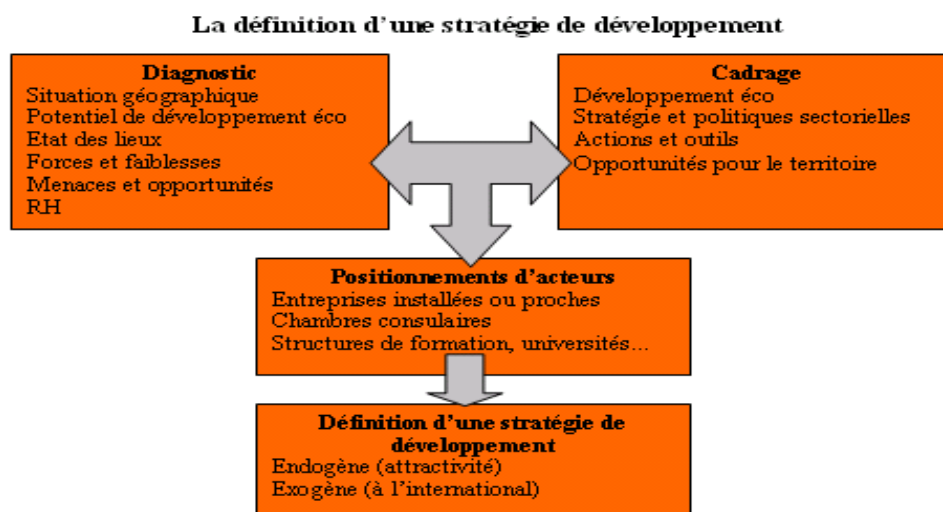 La définition d'une stratégie de développement
Diagnostic
Situation géographique
Potentiel de développement éco
Etat des lieux
Forces et faiblesses
Menaces et opportunités
RH
Cadrage
Développement éco
Stratégie et politiques sectorielles
Actions et outils
Opportunités pour le territoire
Positionnements d'acteurs
Entreprises installées ou proches
Chambres consulaires
Structures de formation, universités...
Définition d'une stratégie de
développement
Endogène (attractivité)
Exogène (à l'international)